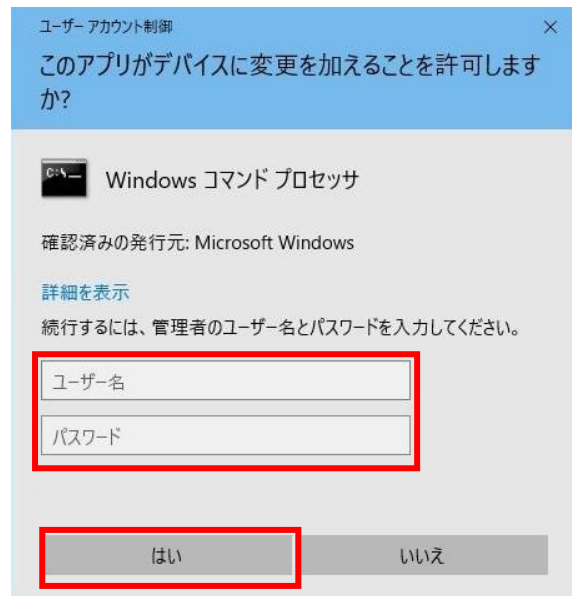 ユーザー アカウント制御
このアプリがデバイスに変更を加えることを許可します
か?
C:\_
Windows コマンド プロセッサ
確認済みの発行元: Microsoft Windows
詳細を表示
続行するには、管理者のユーザー名とパスワードを入力してください。
ユーザー名
パスワード
はい
いいえ